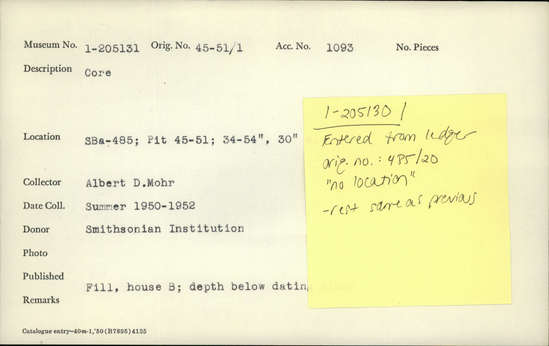 Museum No. 1-205131 Orig. No. 45-51/1 Acc. No. 1093 No. Pieces
Description Core
1-205130
Entered from ledger
Location SBa-485; Pit 45-51; 34-54", 30"
orig. no.: 485/20
"no location"
Collector Albert D.Mohr
-rest same as previous
Date Coll. Summer 1950-1952
Donor Smithsonian Institution
Photo
Published
Remarks Fill, house B; depth below datin
Catalogue entry-40m-1,'50(B7895)4125